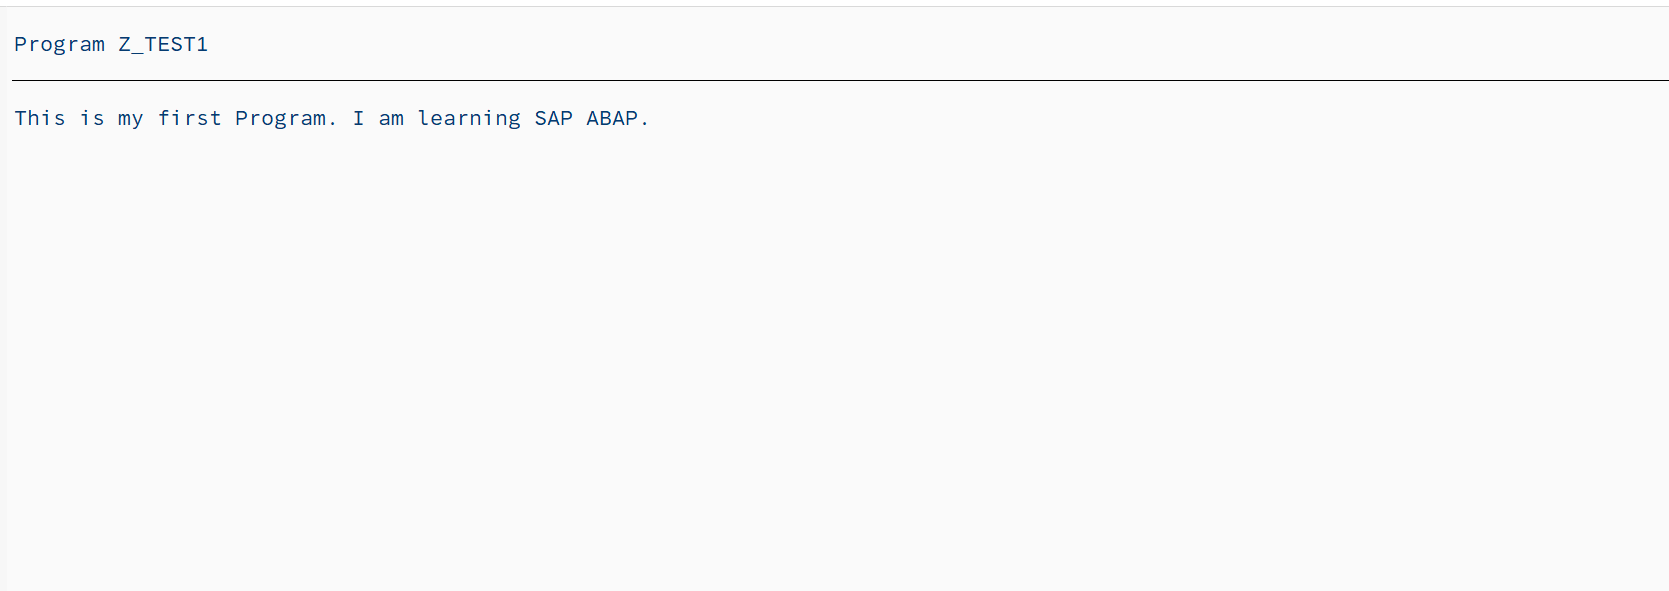 Program Z_TEST1
This is my first Program. I am learning SAP ABAP.